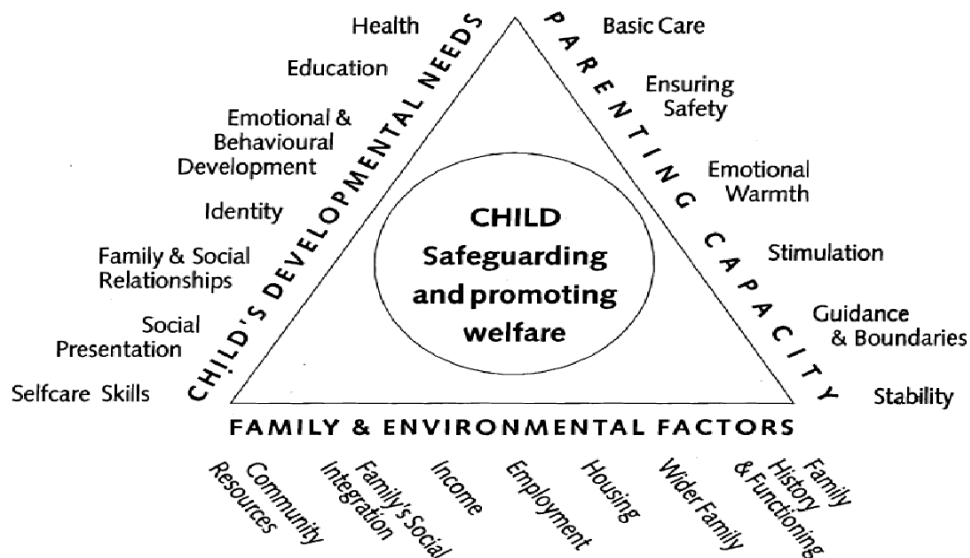 Health
Education
Emotional &
Behavioural
Development
Identity
Family & Social
Relationships
Social
Presentation
Selfcare Skills
CHILD'S DEVELOPMENTAL NEEDS
PARENTING CAPACITY
Basic Care
Ensuring
Safety
Emotional
Warmth
Stimulation
Guidance
& Boundaries
Stability
CHILD
Safeguarding
and promoting
welfare
FAMILY & ENVIRONMENTAL FACTORS
Community
Resources
Family's Social
Integration
Income
Employment
Housing
Wider Family
Family
History
& Functioning